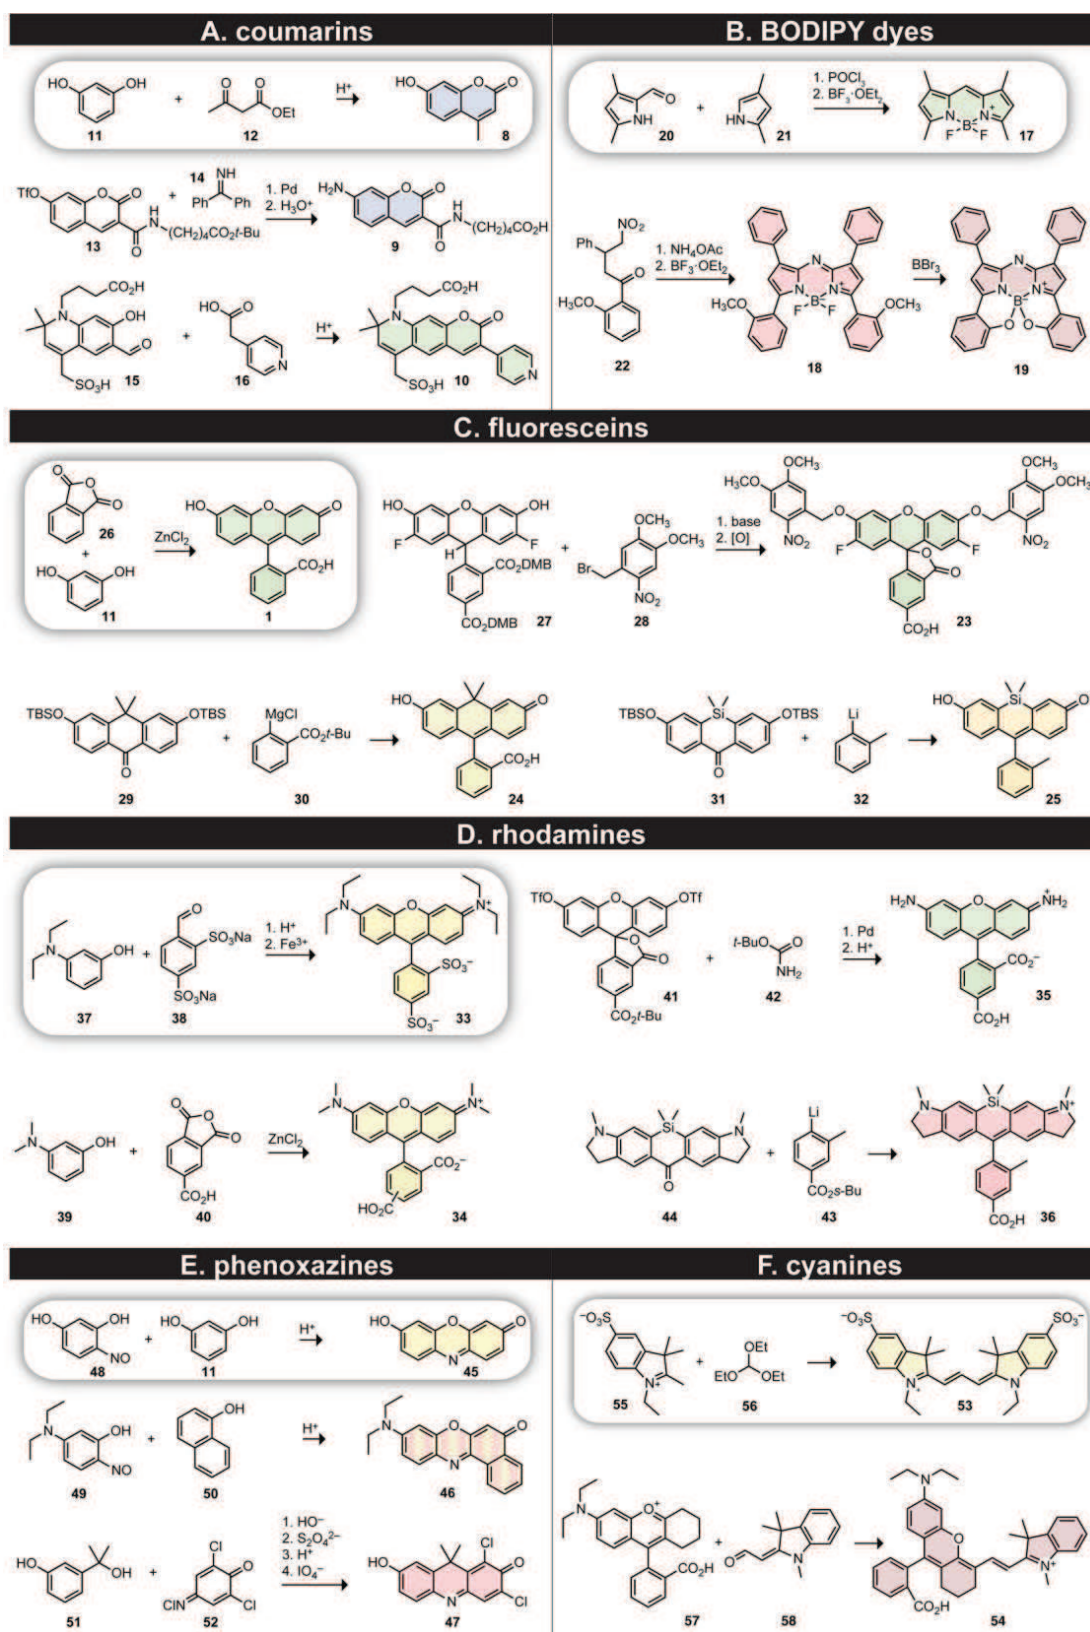 A. coumarins
HO OH
11
+
O O OEt
12
H⁺
HO O O
8
TfO O O
H
N
O (CH₂)₄CO₂t-Bu
13
+
14 NH
Ph Ph
1. Pd
2. H₃O⁺
H₂N O O
H
N
O (CH₂)₄CO₂H
9
CO₂H
N OH
O
SO₃H
15
+
O
HO
N
16
H⁺
CO₂H
N O O
N
SO₃H
10
B. BODIPY dyes
O
NH
20
+
HN
21
1. POCl₃
2. BF₃·OEt₂
N N⁺
B⁻
F F
17
NO₂
Ph
O
H₃CO
22
1. NH₄OAc
2. BF₃·OEt₂
N
N N⁺
B⁻
F F
H₃CO OCH₃
18
BBr₃
N
N N⁺
B⁻
O O
19
C. fluoresceins
O O O
26
+
HO OH
11
ZnCl₂
HO O O
CO₂H
1
HO O OH
F H F
CO₂DMB
CO₂DMB
27
+
OCH₃
OCH₃
Br
NO₂
28
1. base
2. [O]
OCH₃ OCH₃
H₃CO OCH₃
O O O
NO₂ F F NO₂
O
O
CO₂H
23
TBSO OTBS
O
29
+
MgCl
CO₂t-Bu
30
HO O
CO₂H
24
Si
TBSO OTBS
O
31
+
Li
32
Si
HO O
25
D. rhodamines
N OH
37
+
O
SO₃Na
SO₃Na
38
1. H⁺
2. Fe³⁺
N O N⁺
SO₃⁻
SO₃⁻
33
TfO O OTf
O
O
CO₂t-Bu
41
+
t-BuO O
NH₂
42
1. Pd
2. H⁺
H₂N O NH₂⁺
CO₂⁻
CO₂H
35
N OH
39
+
O O O
CO₂H
40
ZnCl₂
N O N⁺
CO₂⁻
HO₂C
34
N Si N
O
44
+
Li
CO₂s-Bu
43
N Si N⁺
CO₂H
36
E. phenoxazines
HO OH
NO
48
+
HO OH
11
H⁺
HO O O
N
45
N OH
NO
49
+
OH
50
H⁺
N O O
N
46
HO OH
51
+
Cl O
ClN Cl
52
1. HO⁻
2. S₂O₄²⁻
3. H⁺
4. IO₄⁻
Cl
HO O
N Cl
47
F. cyanines
⁻O₃S
N⁺
55
+
OEt
EtO OEt
56
⁻O₃S SO₃⁻
N⁺ N
53
N O⁺
CO₂H
57
+
O N
58
N
O
N⁺
CO₂H
54